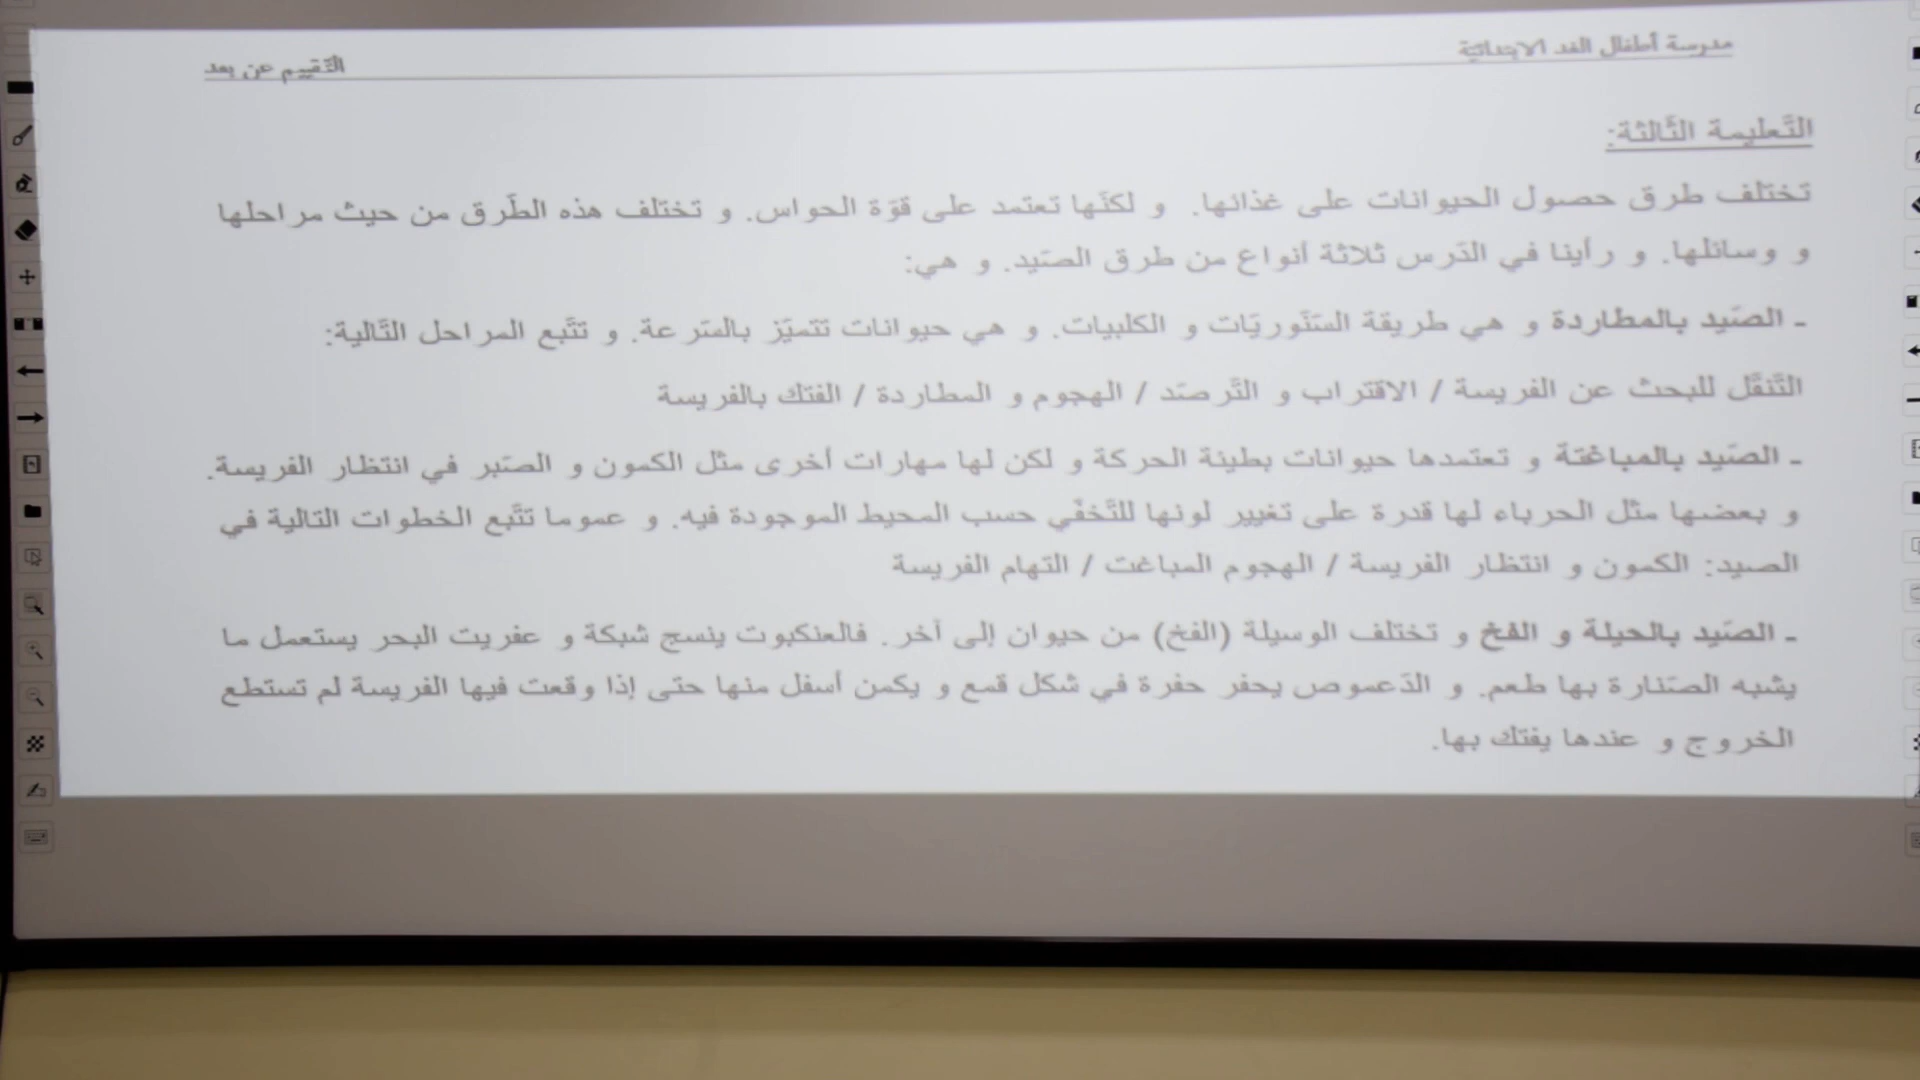 مدرسة أطفال الغد الابتدائية
التّقييم عن بعد
التّعليمة الثّالثة:
تختلف طرق حصول الحيوانات على غذائها. و لكنّها تعتمد على قوّة الحواس. و تختلف هذه الطّرق من حيث مراحلها
و وسائلها. و رأينا في الدّرس ثلاثة أنواع من طرق الصّيد. و هي:
- الصّيد بالمطاردة و هي طريقة السّنّوريّات و الكلبيات. و هي حيوانات تتميّز بالسّرعة. و تتّبع المراحل التّالية:
التّنقّل للبحث عن الفريسة / الاقتراب و التّرصّد / الهجوم و المطاردة / الفتك بالفريسة
- الصّيد بالمباغتة و تعتمدها حيوانات بطيئة الحركة و لكن لها مهارات أخرى مثل الكمون و الصّبر في انتظار الفريسة.
و بعضها مثل الحرباء لها قدرة على تغيير لونها للتّخفّي حسب المحيط الموجودة فيه. و عموما تتّبع الخطوات التالية في
الصيد: الكمون و انتظار الفريسة / الهجوم المباغت / التهام الفريسة
- الصّيد بالحيلة و الفخ و تختلف الوسيلة (الفخ) من حيوان إلى آخر. فالعنكبوت ينسج شبكة و عفريت البحر يستعمل ما
يشبه الصّنارة بها طعم. و الدّعموص يحفر حفرة في شكل قمع و يكمن أسفل منها حتى إذا وقعت فيها الفريسة لم تستطع
الخروج و عندها يفتك بها.